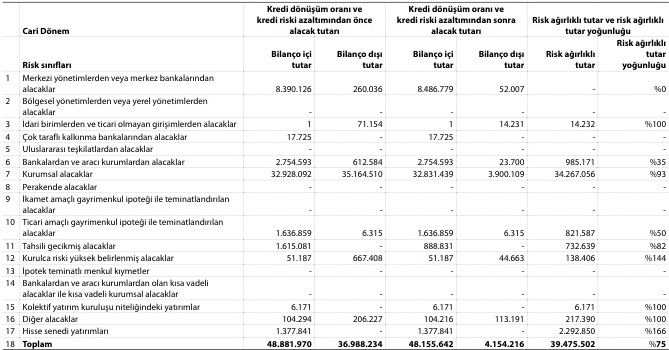 Cari Dönem
Kredi dönüşüm oranı ve kredi riski azaltımından önce alacak tutarı
Kredi dönüşüm oranı ve kredi riski azaltımından sonra alacak tutarı
Risk ağırlıklı tutar ve risk ağırlıklı tutar yoğunluğu
Risk sınıfları Bilanço içi tutar Bilanço dışı tutar Bilanço içi tutar Bilanço dışı tutar Risk ağırlıklı tutar Risk ağırlıklı tutar yoğunluğu
1 Merkezi yönetimlerden veya merkez bankalarından
alacaklar 8.390.126 260.036 8.486.779 52.007 - %0
2 Bölgesel yönetimlerden veya yerel yönetimlerden
alacaklar - - - - - -
3 İdari birimlerden ve ticari olmayan girişimlerden alacaklar 1 71.154 1 14.231 14.232 %100
4 Çok taraflı kalkınma bankalarından alacaklar 17.725 - 17.725 - - -
5 Uluslararası teşkilatlardan alacaklar - - - - - -
6 Bankalardan ve aracı kurumlardan alacaklar 2.754.593 612.584 2.754.593 23.700 985.171 %35
7 Kurumsal alacaklar 32.928.092 35.164.510 32.831.439 3.900.109 34.267.056 %93
8 Perakende alacaklar - - - - - -
9 İkamet amaçlı gayrimenkul ipoteği ile teminatlandırılan
alacaklar - - - - - -
10 Ticari amaçlı gayrimenkul ipoteği ile teminatlandırılan
alacaklar 1.636.859 6.315 1.636.859 6.315 821.587 %50
11 Tahsili gecikmiş alacaklar 1.615.081 - 888.831 - 732.639 %82
12 Kurulca riski yüksek belirlenmiş alacaklar 51.187 667.408 51.187 44.663 138.406 %144
13 İpotek teminatlı menkul kıymetler - - - - - -
14 Bankalardan ve aracı kurumlardan olan kısa vadeli
alacaklar ile kısa vadeli kurumsal alacaklar - - - - - -
15 Kolektif yatırım kuruluşu niteliğindeki yatırımlar 6.171 - 6.171 - 6.171 %100
16 Diğer alacaklar 104.294 206.227 104.216 113.191 217.390 %100
17 Hisse senedi yatırımları 1.377.841 - 1.377.841 - 2.292.850 %166
18 Toplam 48.881.970 36.988.234 48.155.642 4.154.216 39.475.502 %75